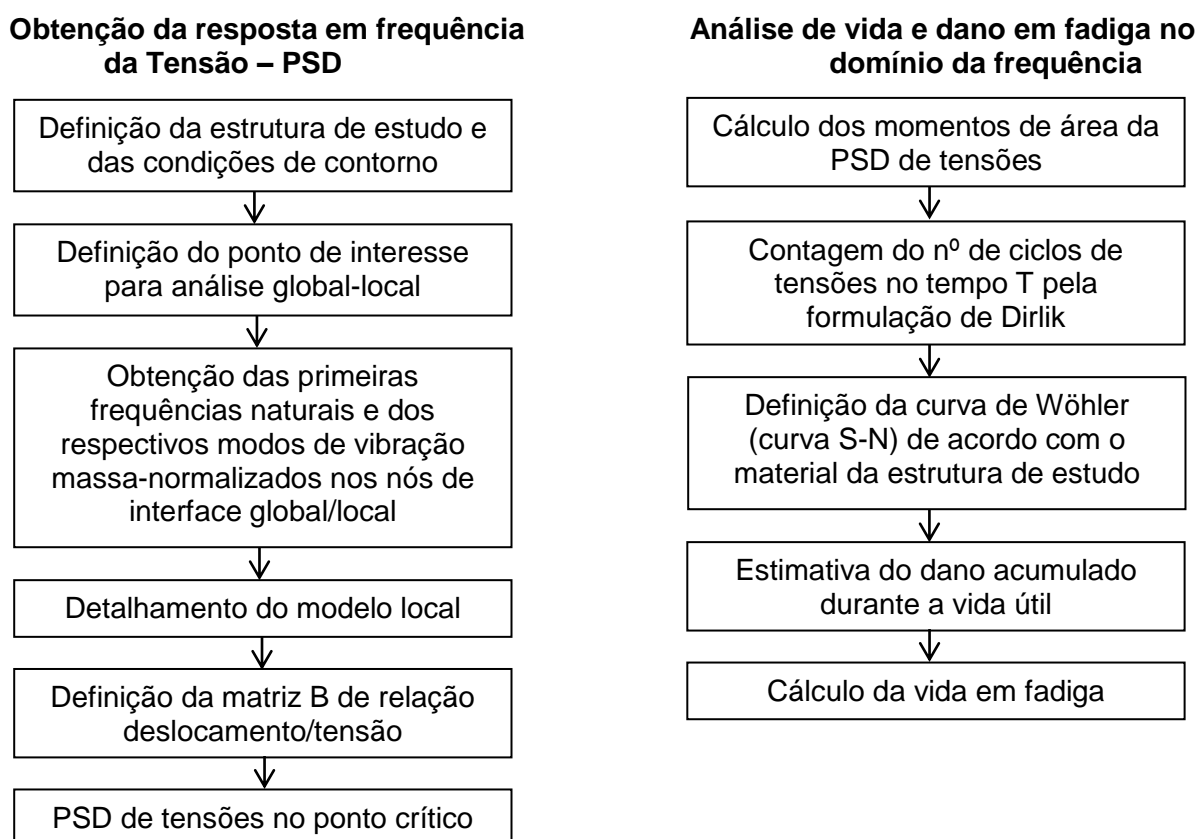 Obtenção da resposta em frequência
da Tensão – PSD
Definição da estrutura de estudo e
das condições de contorno
Definição do ponto de interesse
para análise global-local
Obtenção das primeiras
frequências naturais e dos
respectivos modos de vibração
massa-normalizados nos nós de
interface global/local
Detalhamento do modelo local
Definição da matriz B de relação
deslocamento/tensão
PSD de tensões no ponto crítico
Análise de vida e dano em fadiga no
domínio da frequência
Cálculo dos momentos de área da
PSD de tensões
Contagem do nº de ciclos de
tensões no tempo T pela
formulação de Dirlik
Definição da curva de Wöhler
(curva S-N) de acordo com o
material da estrutura de estudo
Estimativa do dano acumulado
durante a vida útil
Cálculo da vida em fadiga